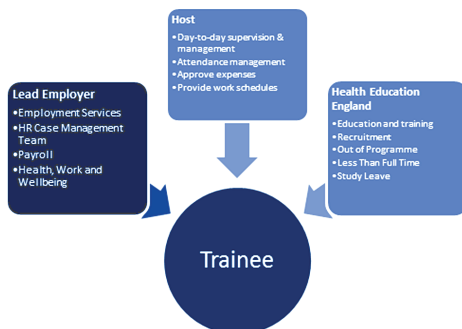 Host
•Day-to-day supervision &
management
•Attendance management
•Approve expenses
•Provide work schedules
Lead Employer
•Employment Services
•HR Case Management
Team
•Payroll
•Health, Work and
Wellbeing
Health Education
England
•Education and training
•Recruitment
•Out of Programme
•Less Than Full Time
•Study Leave
Trainee